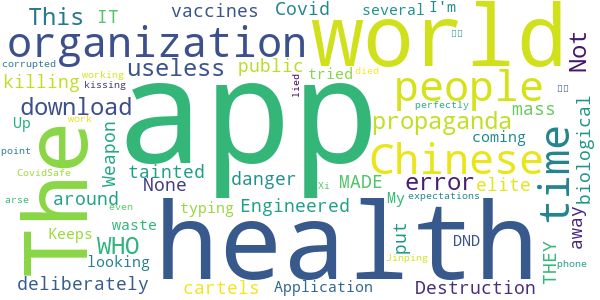 This IT vaccines Covid several I'm
organization world
corrupted working kissing useless public tried died Not
killing people
download app lied perfectly propaganda mass
Up The Weapon tainted Chinese time biological
work point danger MADE coming
CovidSafe None error elite
arse around Engineered Xi My expectations away
even health put DND THEY
Keeps WHO waste typing
looking Jinping phone
deliberately cartels Application Destruction